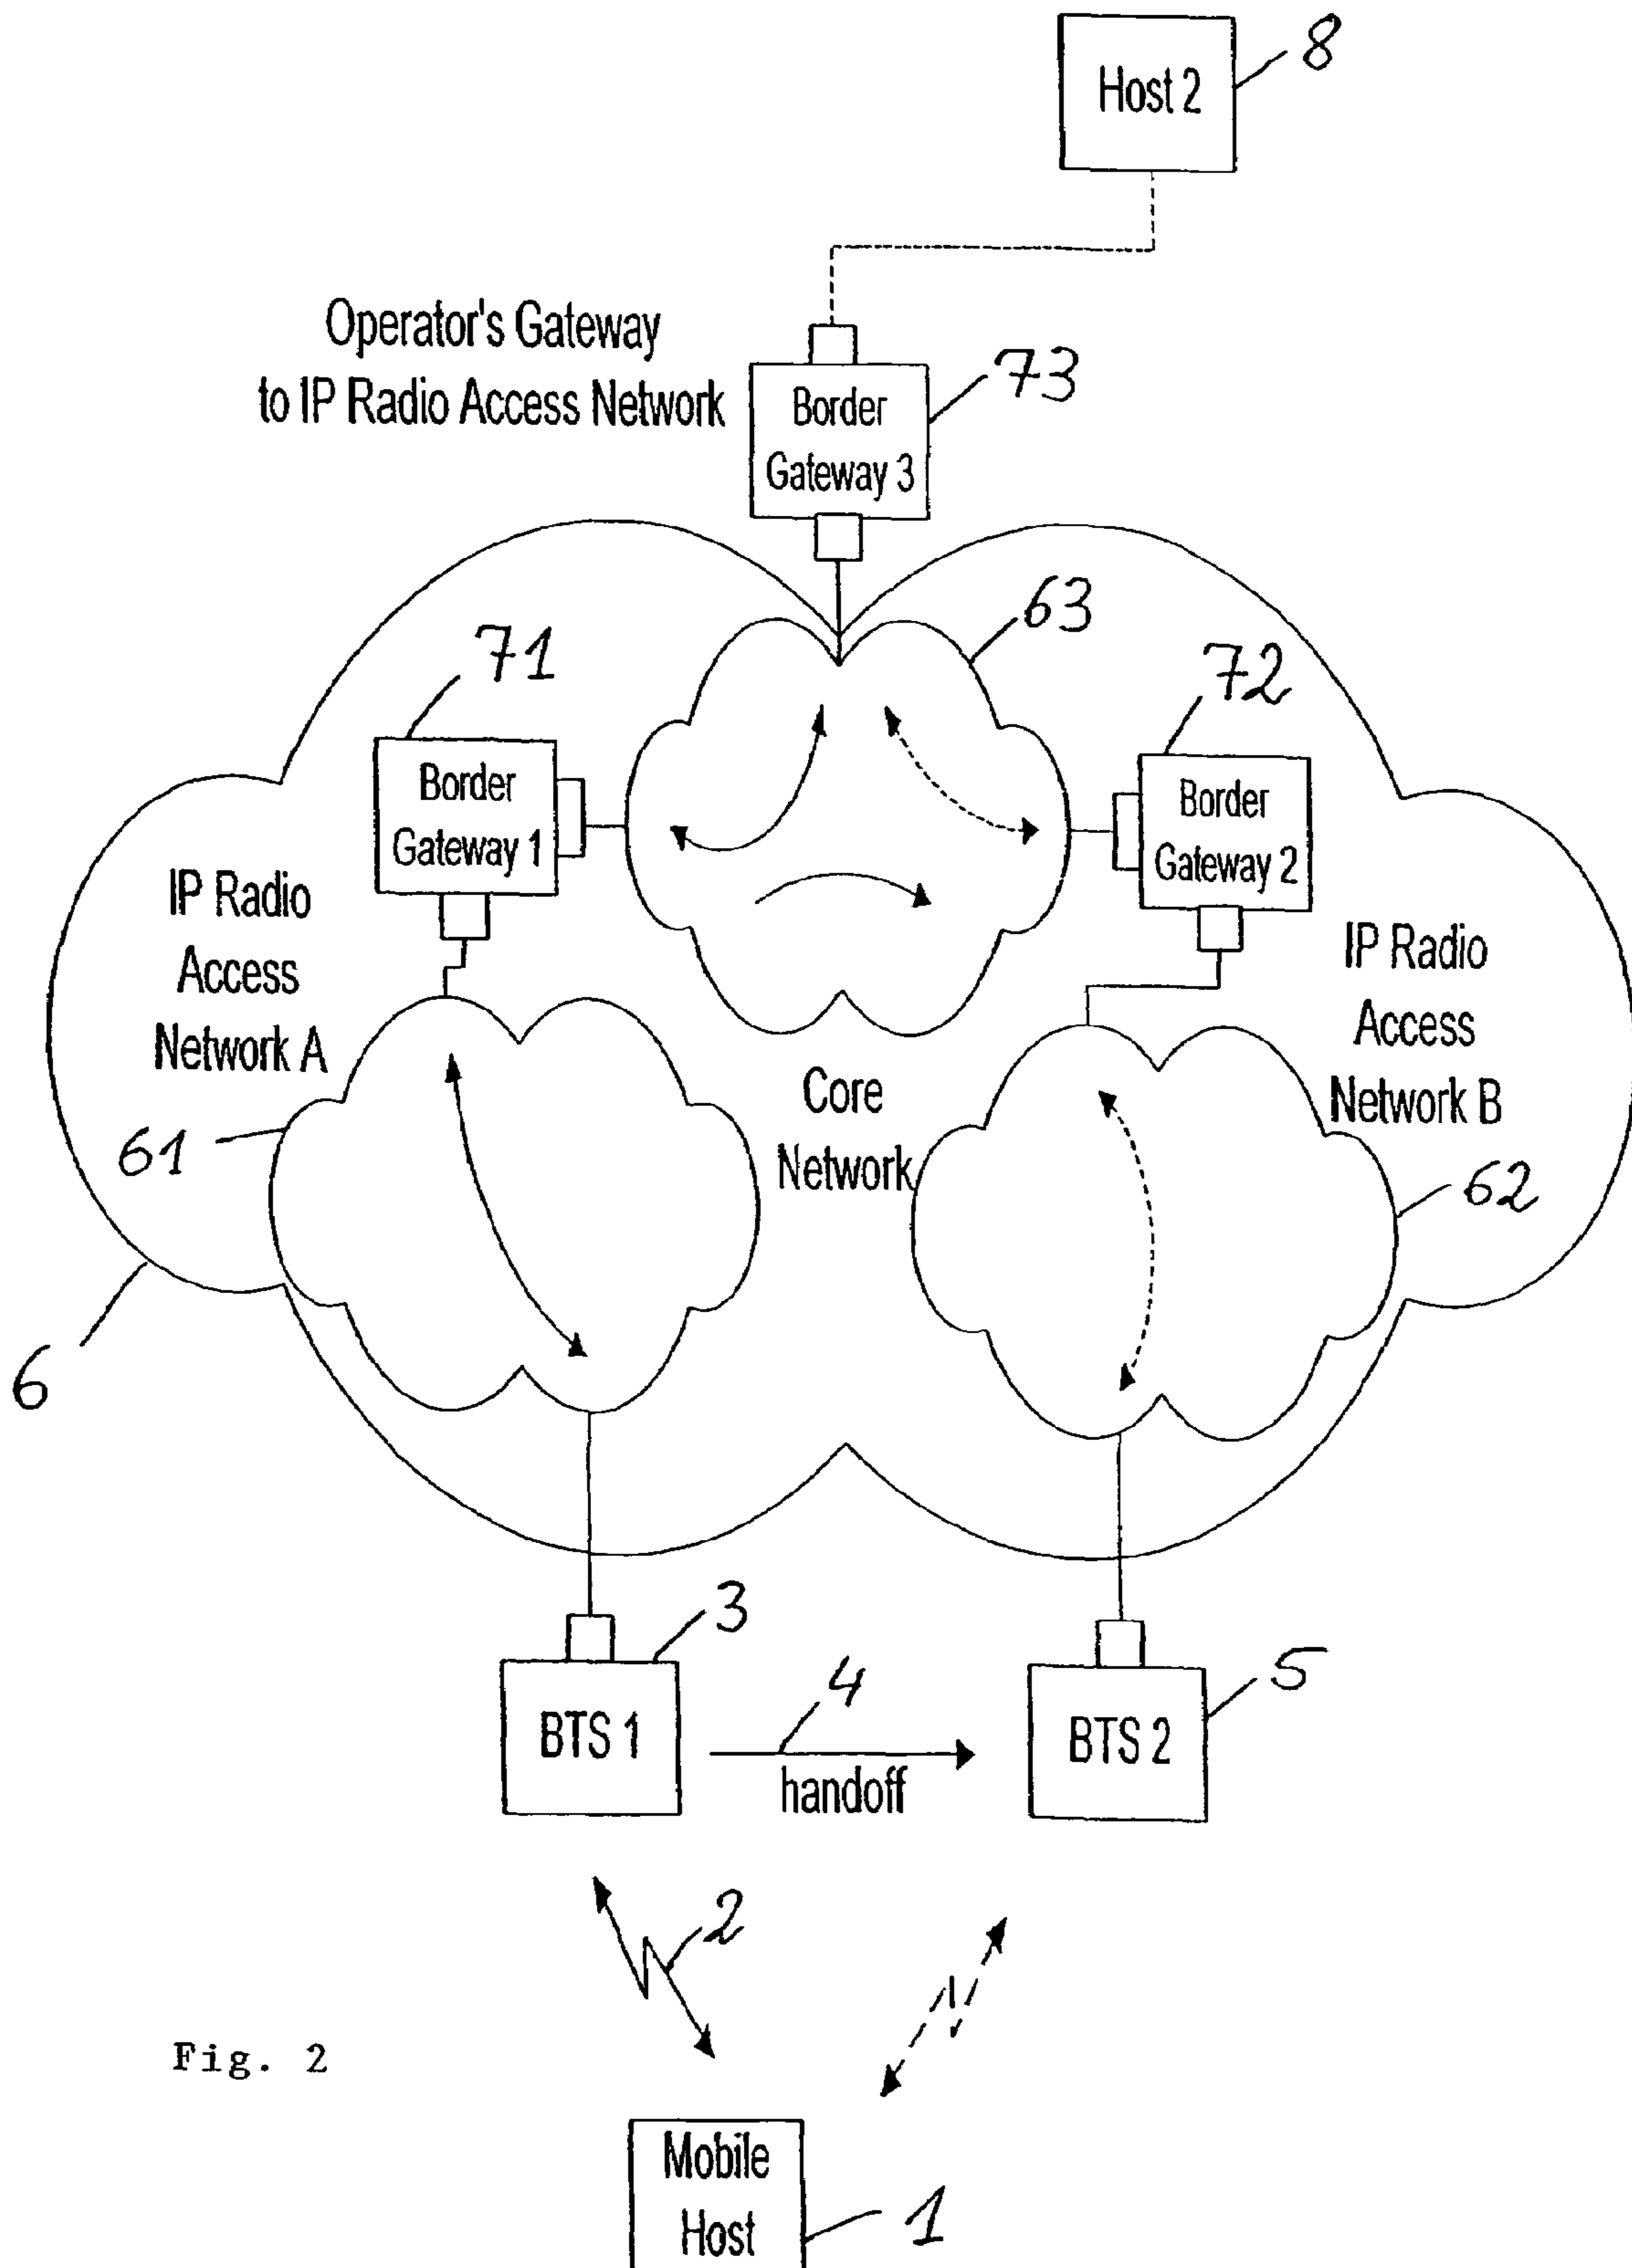 8
Host 2
Operator's Gateway
to IP Radio Access Network
73
Border
Gateway 3
63
71
72
Border
Gateway 1
Border
Gateway 2
IP Radio
Access
Network A
IP Radio
Access
Network B
Core
Network
61
62
6
3
4
5
BTS 1
BTS 2
handoff
2
Fig. 2
Mobile
Host
1